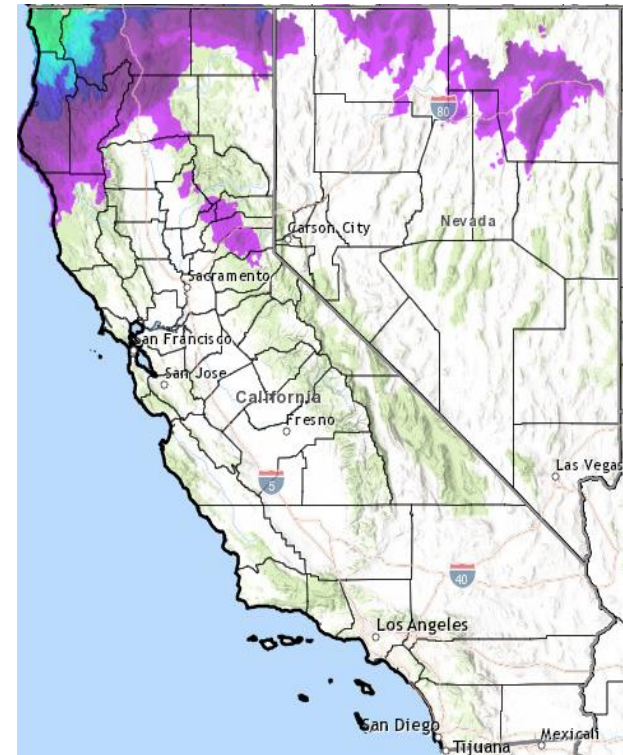 80
Carson City
Nevada
Sacramento
San Francisco
San Jose
California
Fresno
5
Las Vegas
40
Los Angeles
San Diego
Tijuana
Mexicali